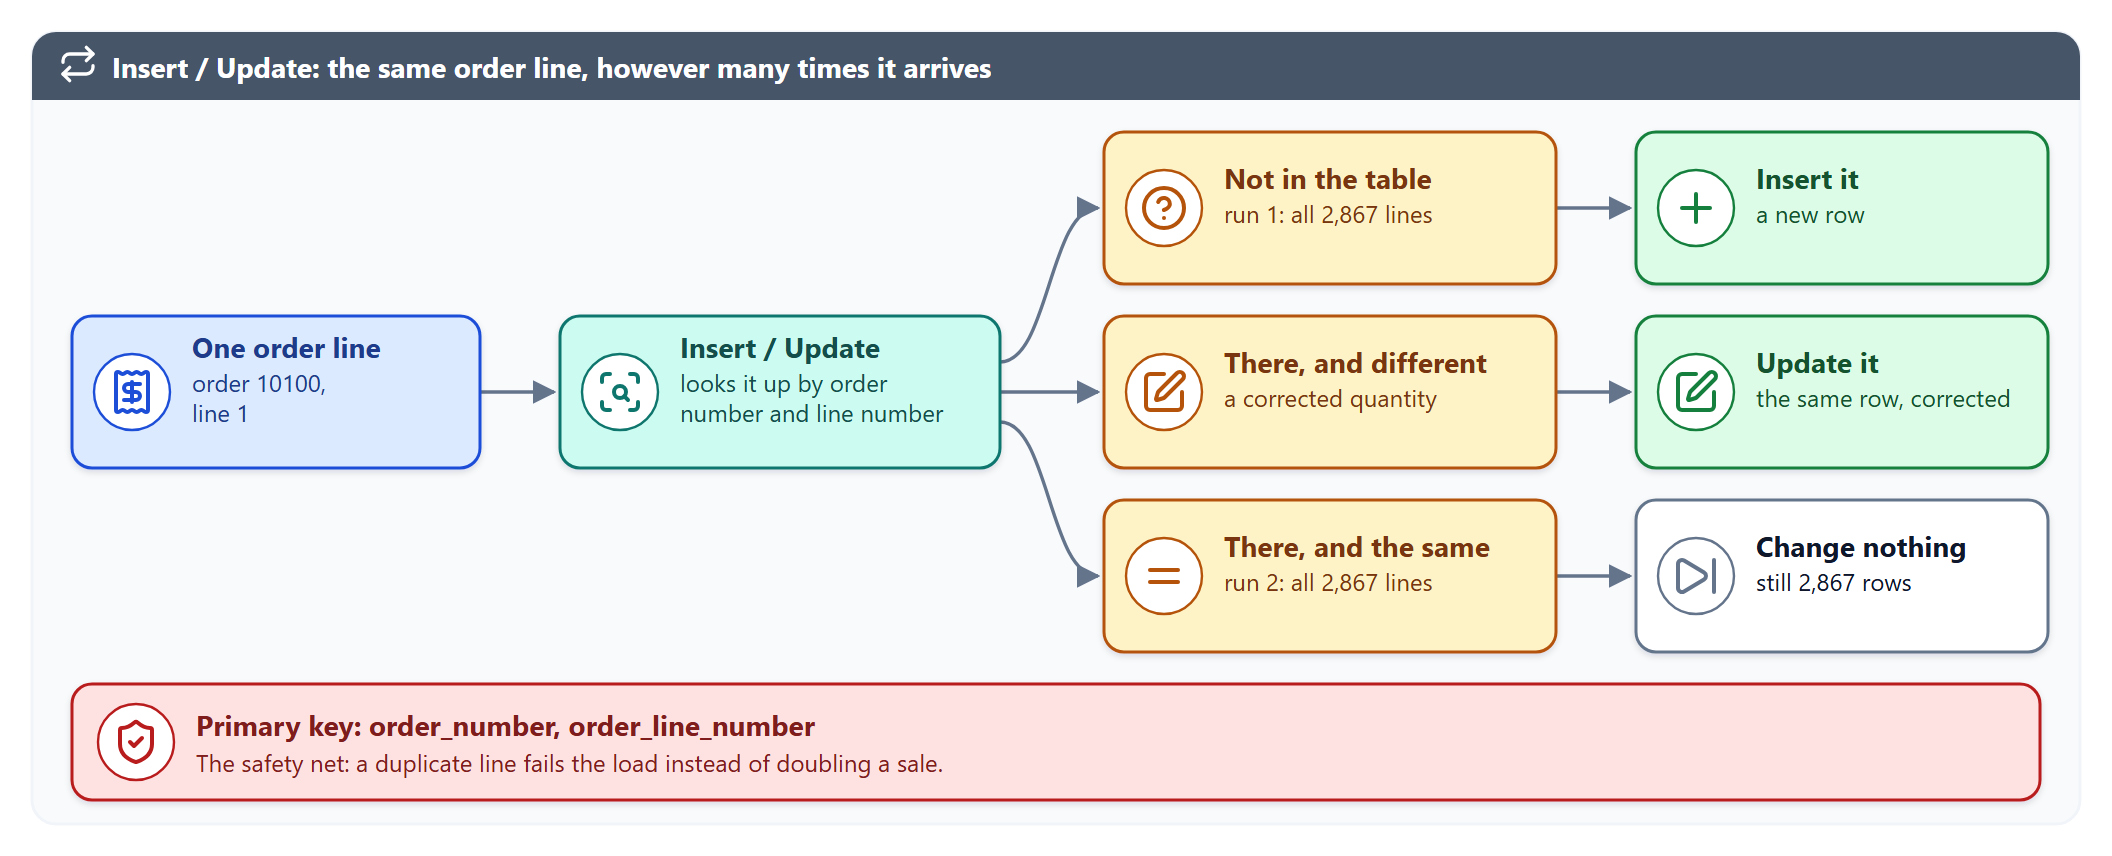 Insert / Update: the same order line, however many times it arrives
One order line
order 10100,
line 1
Insert / Update
looks it up by order
number and line number
Not in the table
run 1: all 2,867 lines
Insert it
a new row
There, and different
a corrected quantity
Update it
the same row, corrected
There, and the same
run 2: all 2,867 lines
Change nothing
still 2,867 rows
Primary key: order_number, order_line_number
The safety net: a duplicate line fails the load instead of doubling a sale.